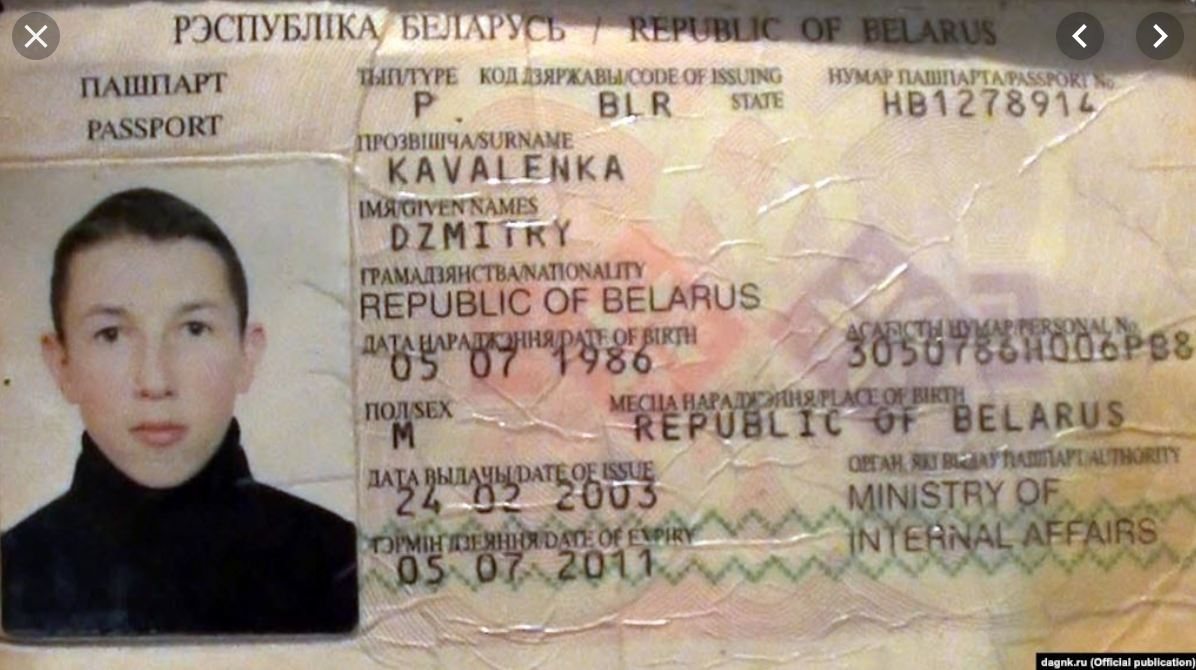 РЭСПУБЛІКА БЕЛАРУСЬ / REPUBLIC OF BELARUS
ПАШПАРТ
PASSPORT
ТЫП/TYPE КОД ДЗЯРЖАВЫ/CODE OF ISSUING STATE НУМАР ПАШПАРТА/PASSPORT No.
P. BLR HB1278914
ПРОЗВІШЧА/SURNAME
KAVALENKA
ІМЯ/GIVEN NAMES
DZMITRY
ГРАМАДЗЯНСТВА/NATIONALITY
REPUBLIC OF BELARUS
ДАТА НАРАДЖЭННЯ/DATE OF BIRTH АСАБІСТЫ НУМАР/PERSONAL No.
05 07 1986 3050786H006PB8
ПОЛ/SEX МЕСЦА НАРАДЖЭННЯ/PLACE OF BIRTH
M REPUBLIC OF BELARUS
ДАТА ВЫДАЧЫ/DATE OF ISSUE ОРГАН, ЯКІ ВЫДАЎ ПАШПАРТ/AUTHORITY
24 02 2003 MINISTRY OF
INTERNAL AFFAIRS
ТЭРМІН ДЗЕЯННЯ/DATE OF EXPIRY
05 07 2011
dagnk.ru (Official publication)